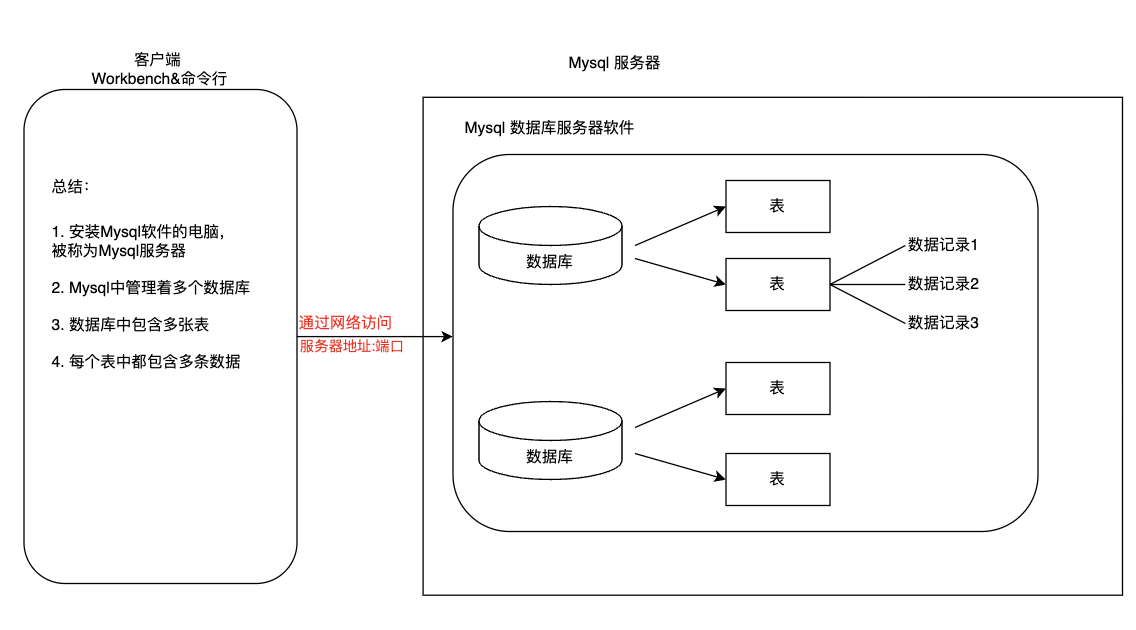 客户端
Workbench&命令行
总结：
1. 安装Mysql软件的电脑，
被称为Mysql服务器
2. Mysql中管理着多个数据库
3. 数据库中包含多张表
4. 每个表中都包含多条数据
通过网络访问
服务器地址:端口
Mysql 服务器
Mysql 数据库服务器软件
数据库
表
表
数据记录1
数据记录2
数据记录3
数据库
表
表